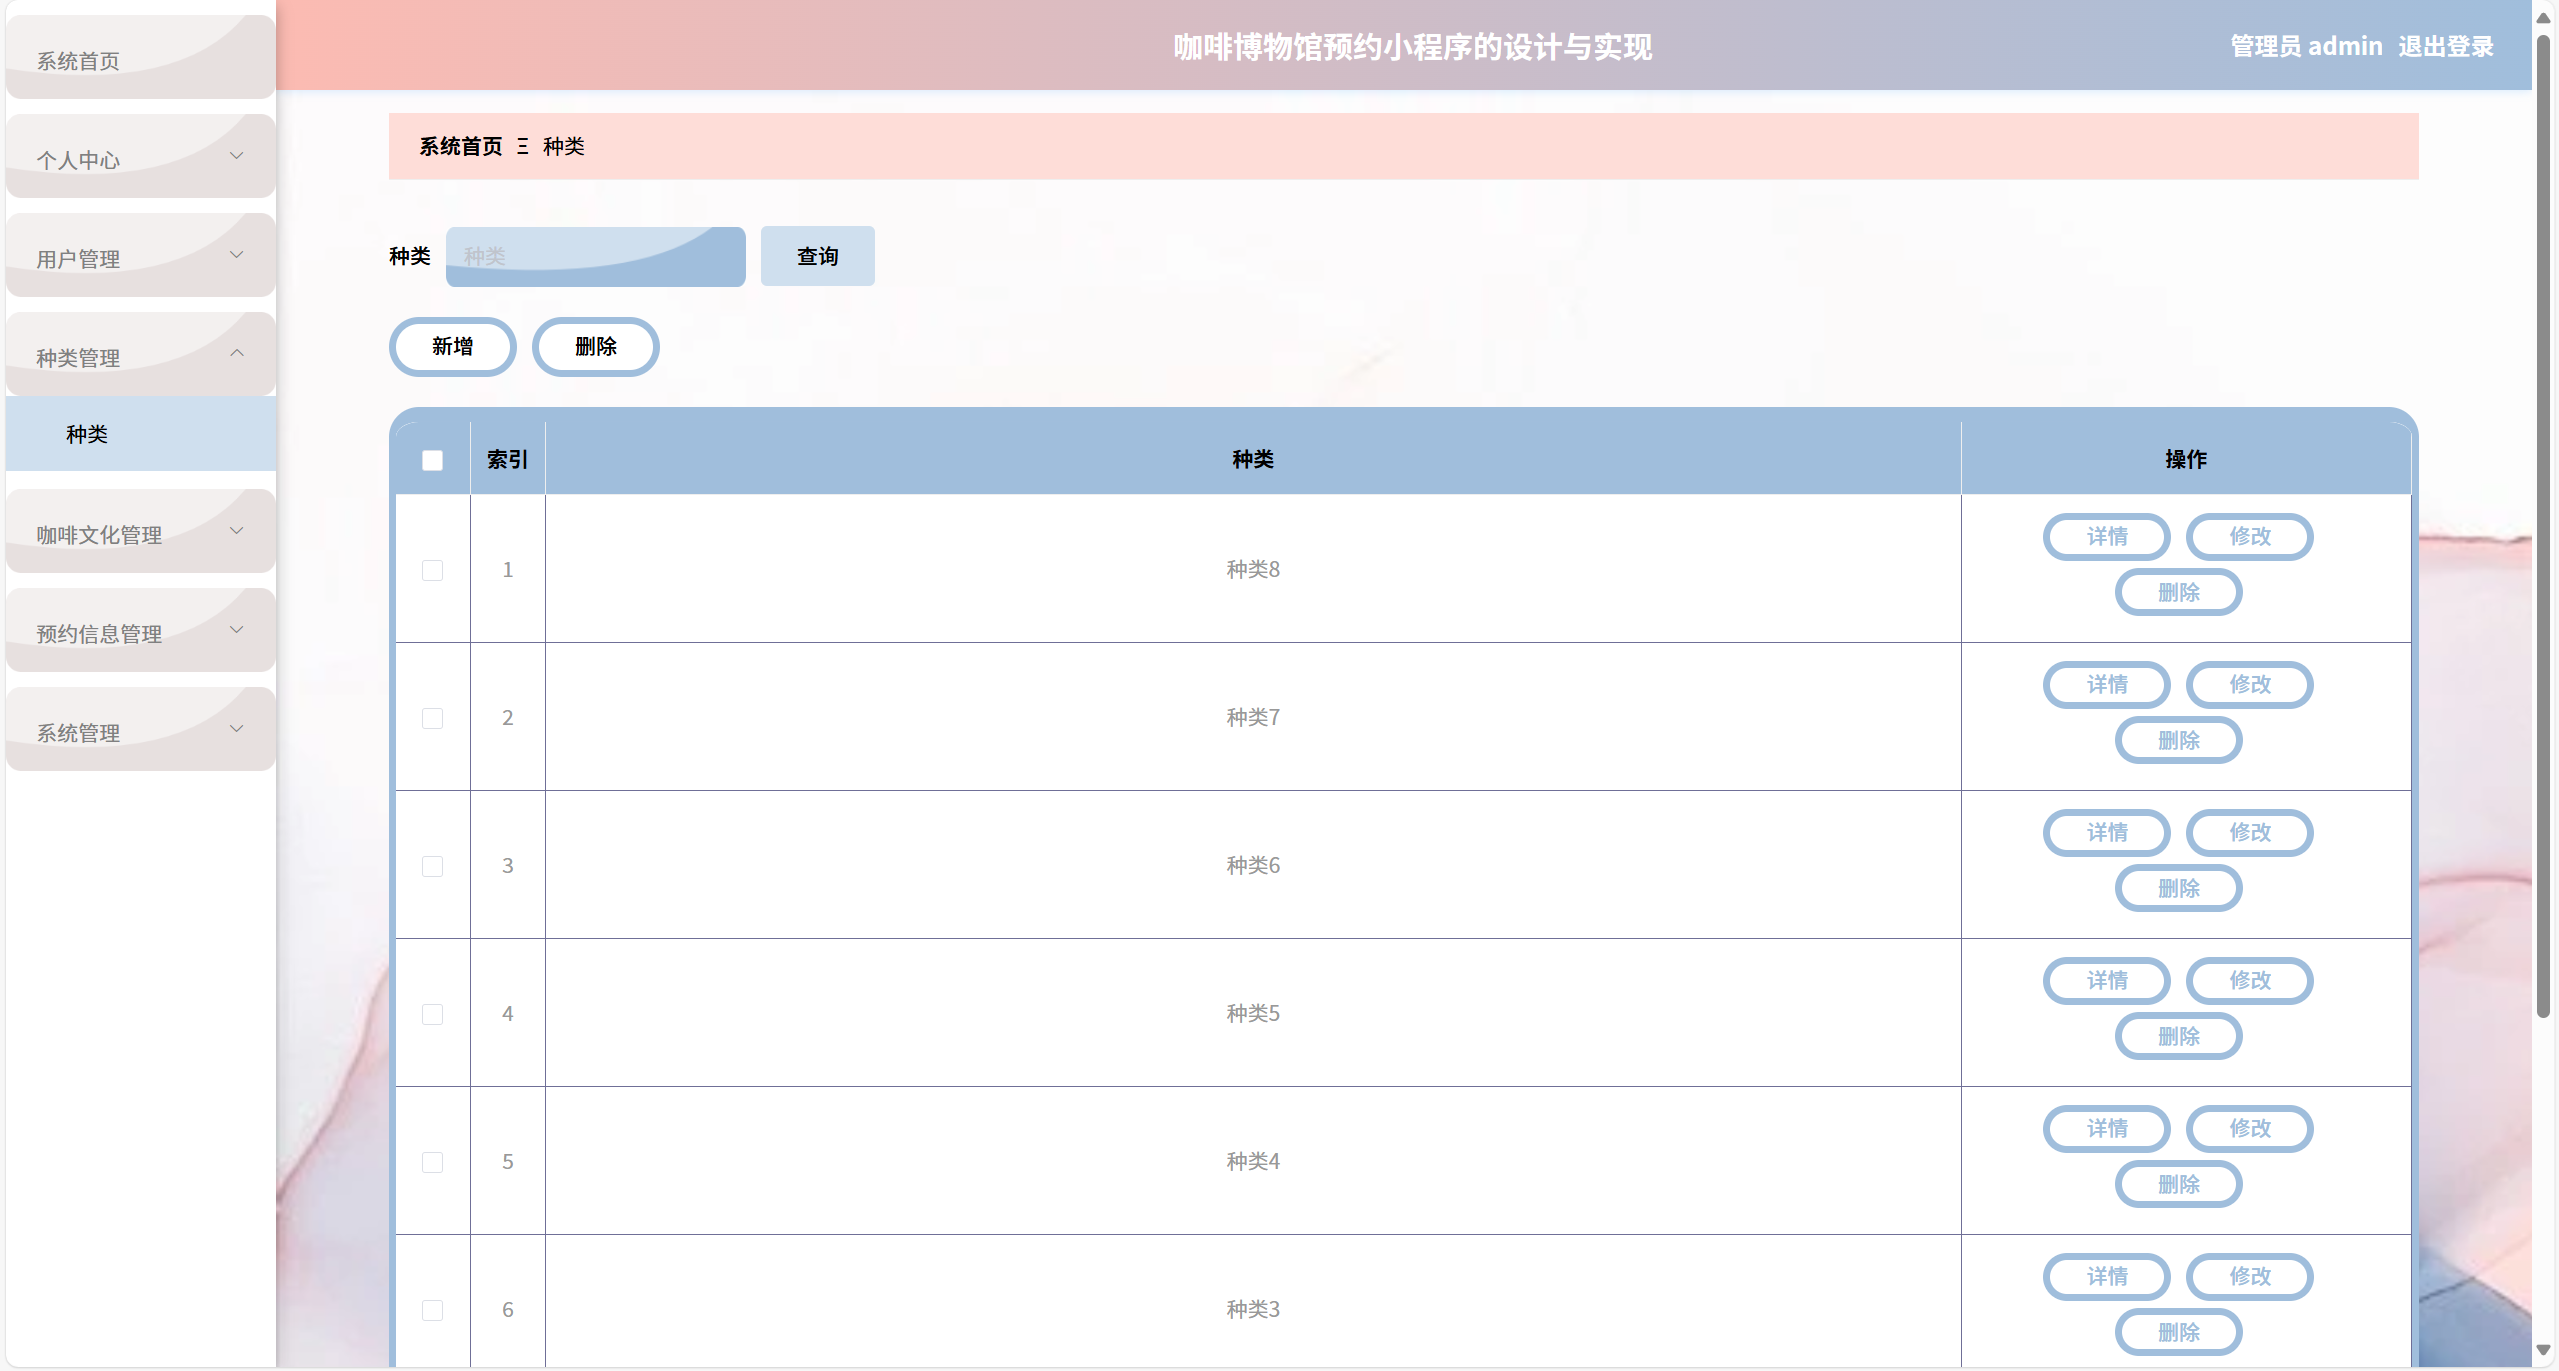 咖啡博物馆预约小程序的设计与实现
管理员 admin 退出登录
系统首页
个人中心
用户管理
种类管理
种类
咖啡文化管理
预约信息管理
系统管理
系统首页 Ξ 种类
种类 种类 查询
新增 删除
索引 种类 操作
1 种类8 详情 修改
删除
2 种类7 详情 修改
删除
3 种类6 详情 修改
删除
4 种类5 详情 修改
删除
5 种类4 详情 修改
删除
6 种类3 详情 修改
删除